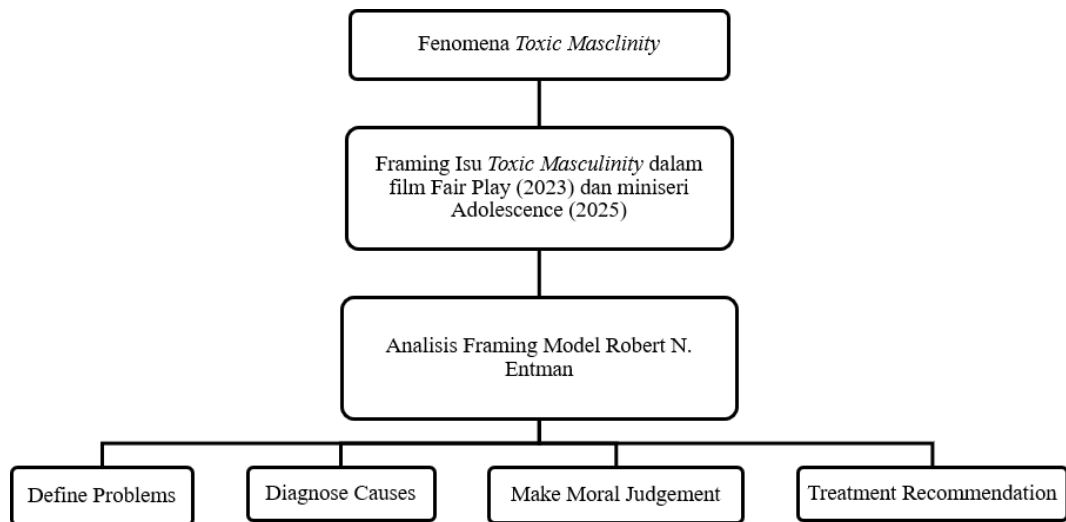 Fenomena Toxic Masclinity
Framing Isu Toxic Masculinity dalam
film Fair Play (2023) dan miniseri
Adolescence (2025)
Analisis Framing Model Robert N.
Entman
Define Problems
Diagnose Causes
Make Moral Judgement
Treatment Recommendation